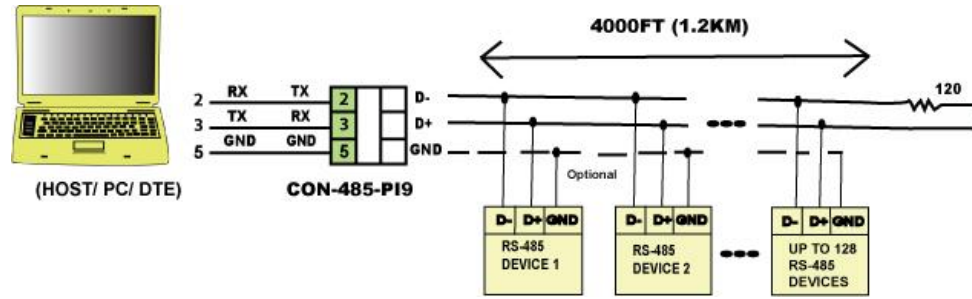 4000FT (1.2KM)
120
2 RX TX 2 D-
3 TX RX 3 D+
5 GND GND 5 GND
Optional
(HOST/ PC/ DTE)
CON-485-PI9
D- D+ GND
RS-485
DEVICE 1
D- D+ GND
RS-485
DEVICE 2
D- D+ GND
UP TO 128
RS-485
DEVICES